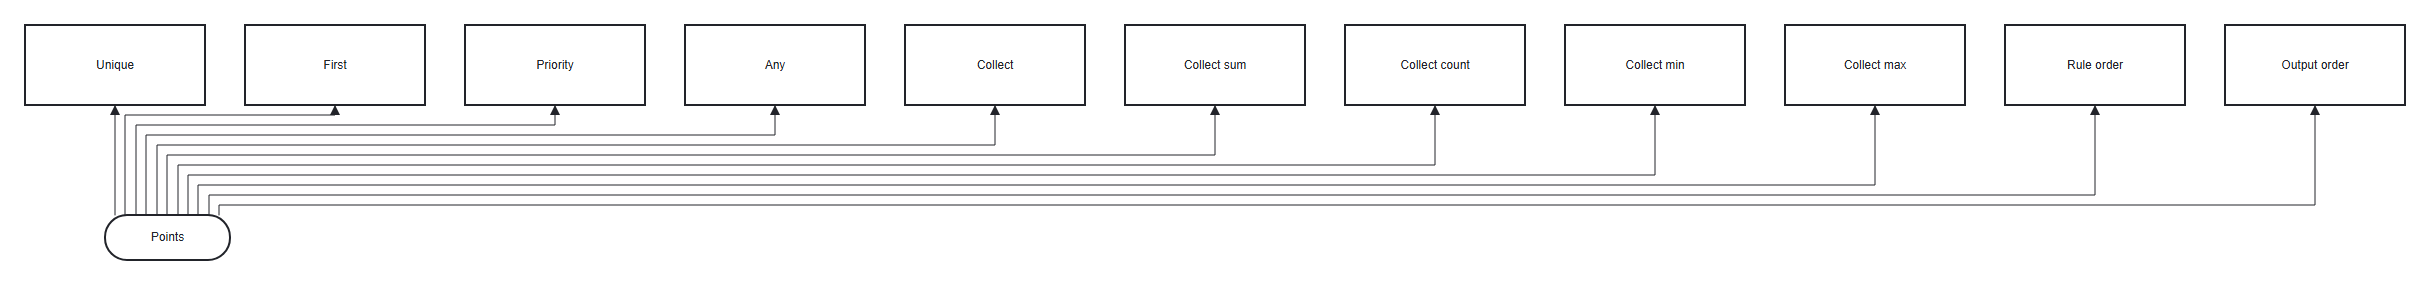 Unique
First
Priority
Any
Collect
Collect sum
Collect count
Collect min
Collect max
Rule order
Output order
Points